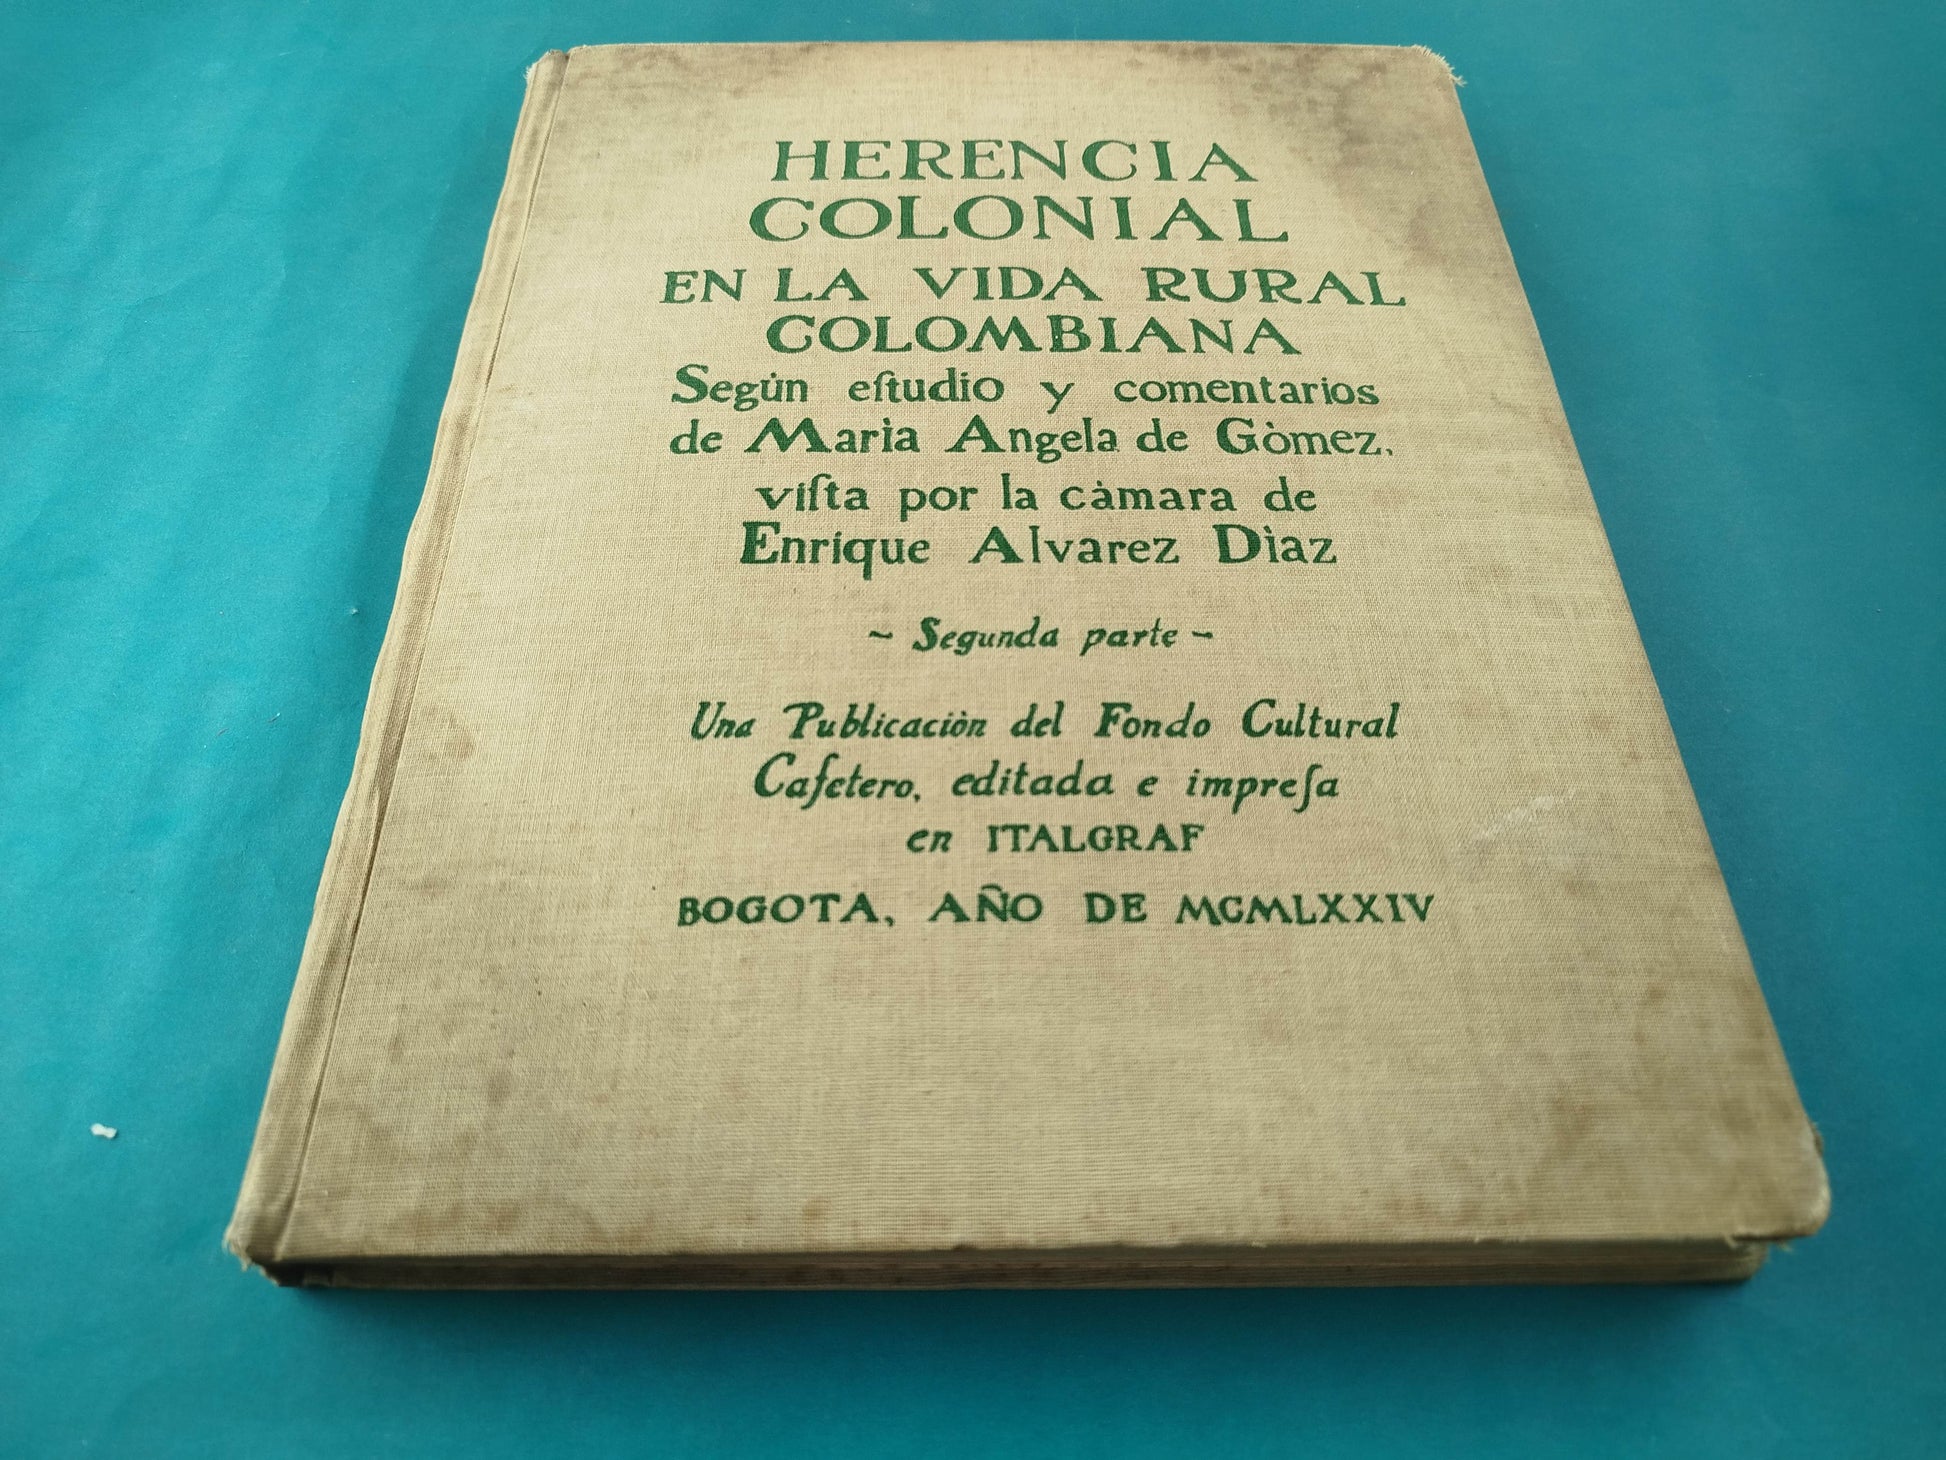 HERENCIA
COLONIAL
EN LA VIDA RURAL
COLOMBIANA
Según eſtudio y comentarios
de Marìa Angela de Gòmez,
viſta por la càmara de
Enrique Alvarez Dìaz
~ Segunda parte ~
Una Publicaciòn del Fondo Cultural
Cafetero, editada e impreſa
en ITALGRAF
BOGOTA, AÑO DE MCMLXXIV